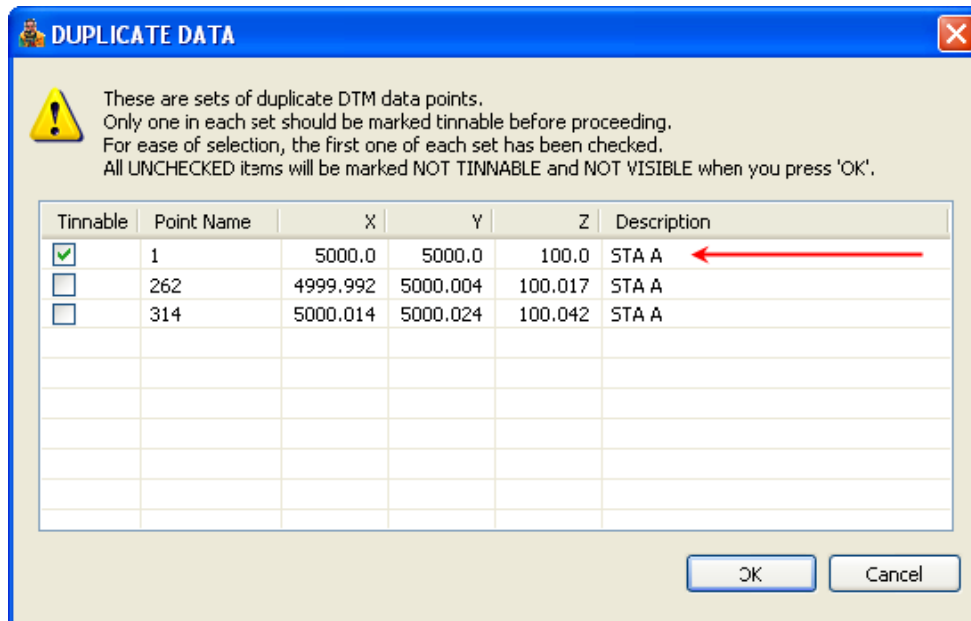 DUPLICATE DATA
These are sets of duplicate DTM data points.
Only one in each set should be marked tinnable before proceeding.
For ease of selection, the first one of each set has been checked.
All UNCHECKED items will be marked NOT TINNABLE and NOT VISIBLE when you press 'OK'.
Tinnable Point Name X Y Z Description
1 5000.0 5000.0 100.0 STA A
262 4999.992 5000.004 100.017 STA A
314 5000.014 5000.024 100.042 STA A
OK Cancel